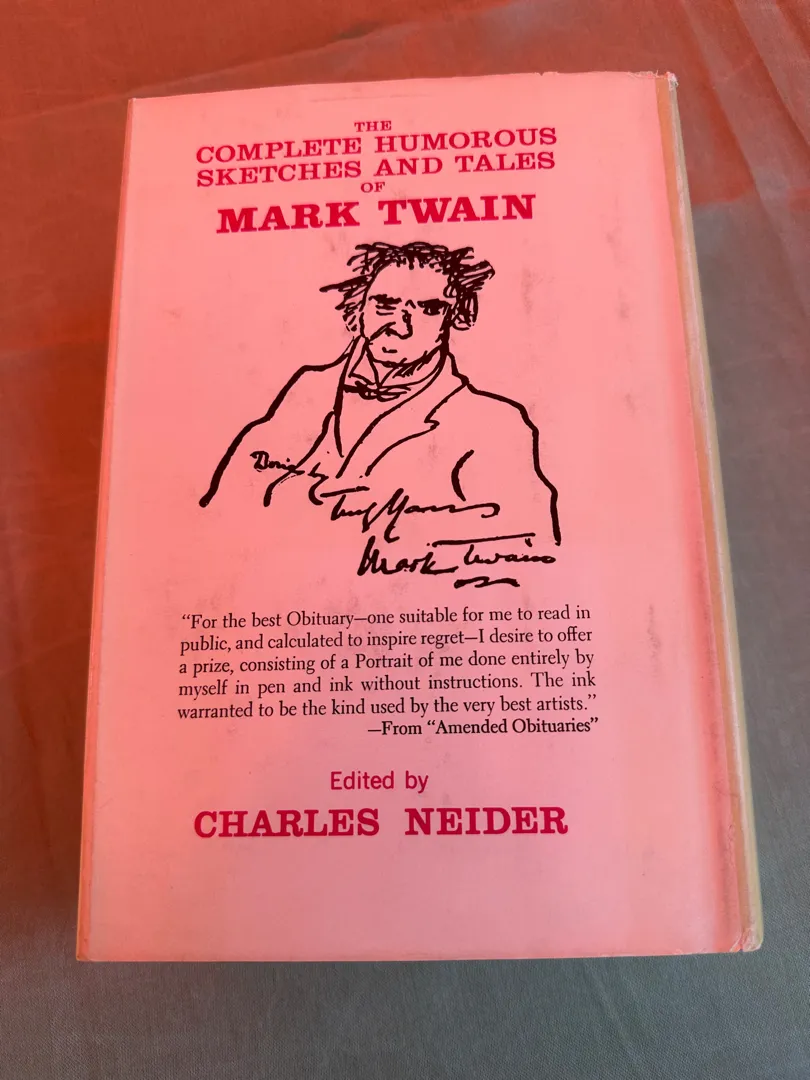 THE
COMPLETE HUMOROUS
SKETCHES AND TALES
OF
MARK TWAIN
Mark Twain
“For the best Obituary—one suitable for me to read in
public, and calculated to inspire regret—I desire to offer
a prize, consisting of a Portrait of me done entirely by
myself in pen and ink without instructions. The ink
warranted to be the kind used by the very best artists.”
—From “Amended Obituaries”
Edited by
CHARLES NEIDER